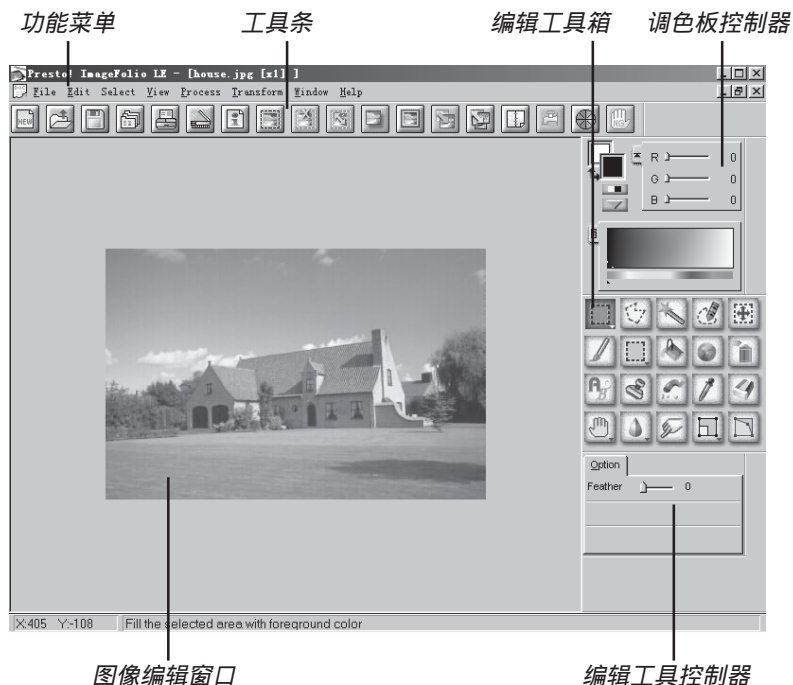 功能菜单 工具条 编辑工具箱 调色板控制器
Presto! ImageFolio LE - [house.jpg [x1] ]
File Edit Select View Process Transform Window Help
NEW
R 0
G 0
B 0
Option
Feather 0
X:405 Y:-108 Fill the selected area with foreground color
图像编辑窗口 编辑工具控制器